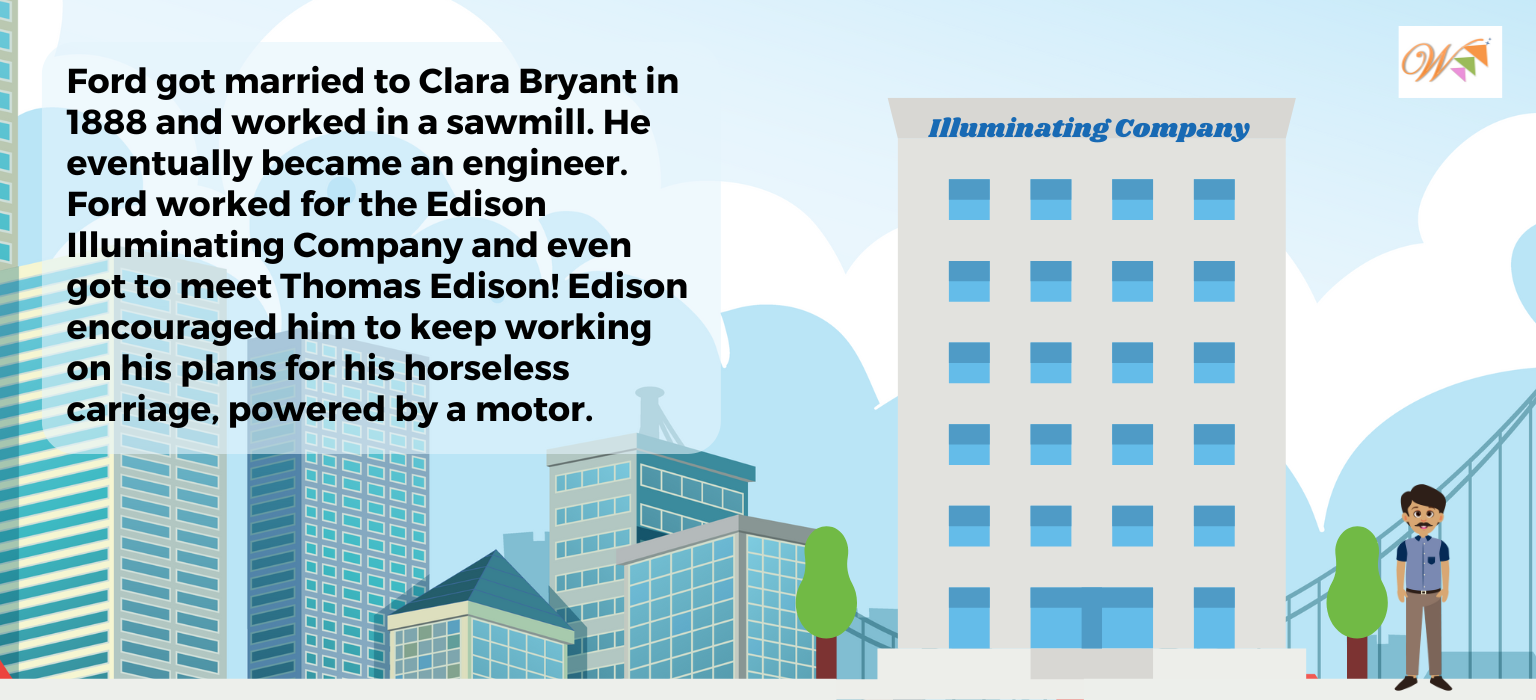 Ford got married to Clara Bryant in
1888 and worked in a sawmill. He
eventually became an engineer.
Ford worked for the Edison
Illuminating Company and even
got to meet Thomas Edison! Edison
encouraged him to keep working
on his plans for his horseless
carriage, powered by a motor.
Illuminating Company
W